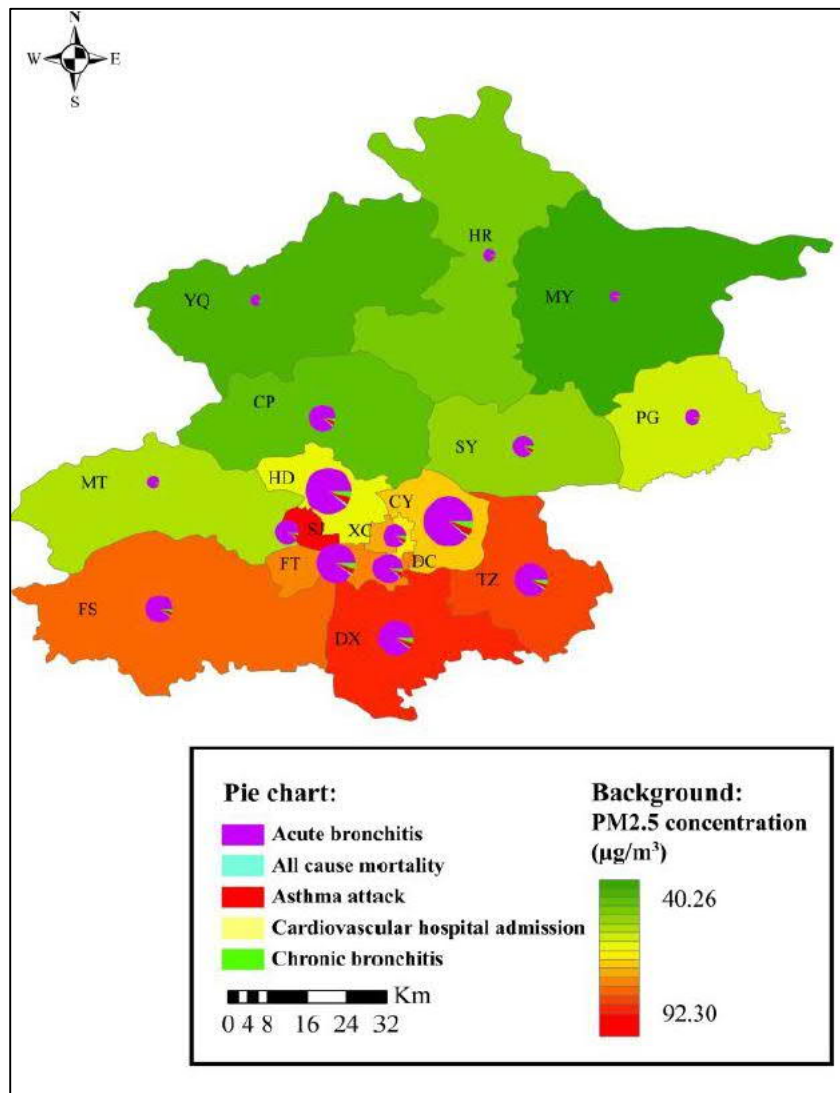 N
W E
S
HR
YQ
MY
CP
PG
SY
MT
HD
CY
SJ
XC
FT
DC
TZ
FS
DX
Pie chart:
Acute bronchitis
All cause mortality
Asthma attack
Cardiovascular hospital admission
Chronic bronchitis
Km
0 4 8 16 24 32
Background:
PM2.5 concentration
(µg/m³)
40.26
92.30